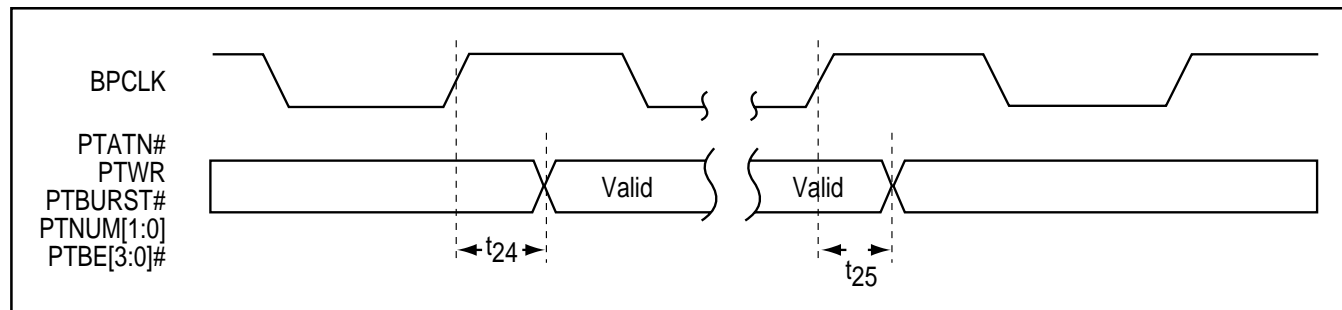 BPCLK
PTATN#
PTWR
PTBURST#
PTNUM[1:0]
PTBE[3:0]#
Valid
Valid
t24
t25